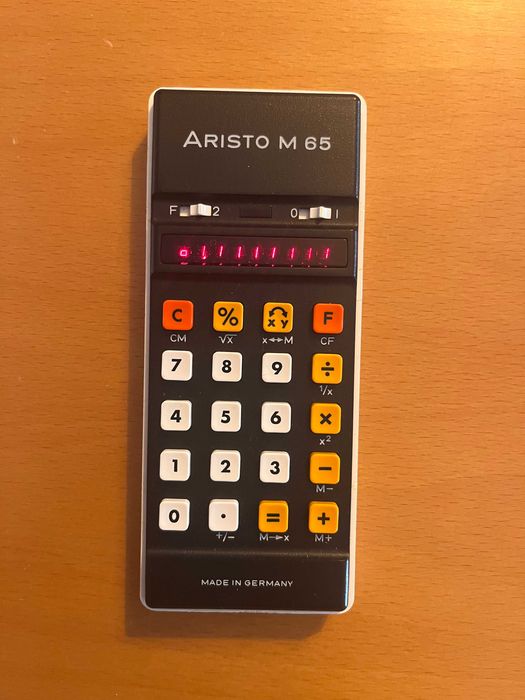 ARISTO M 65
F 2 0 I
C % X Y F
CM √x x↔M CF
7 8 9 ÷
1/x
4 5 6 ×
x²
1 2 3 −
M−
0 . = +
+/− M→x M+
MADE IN GERMANY